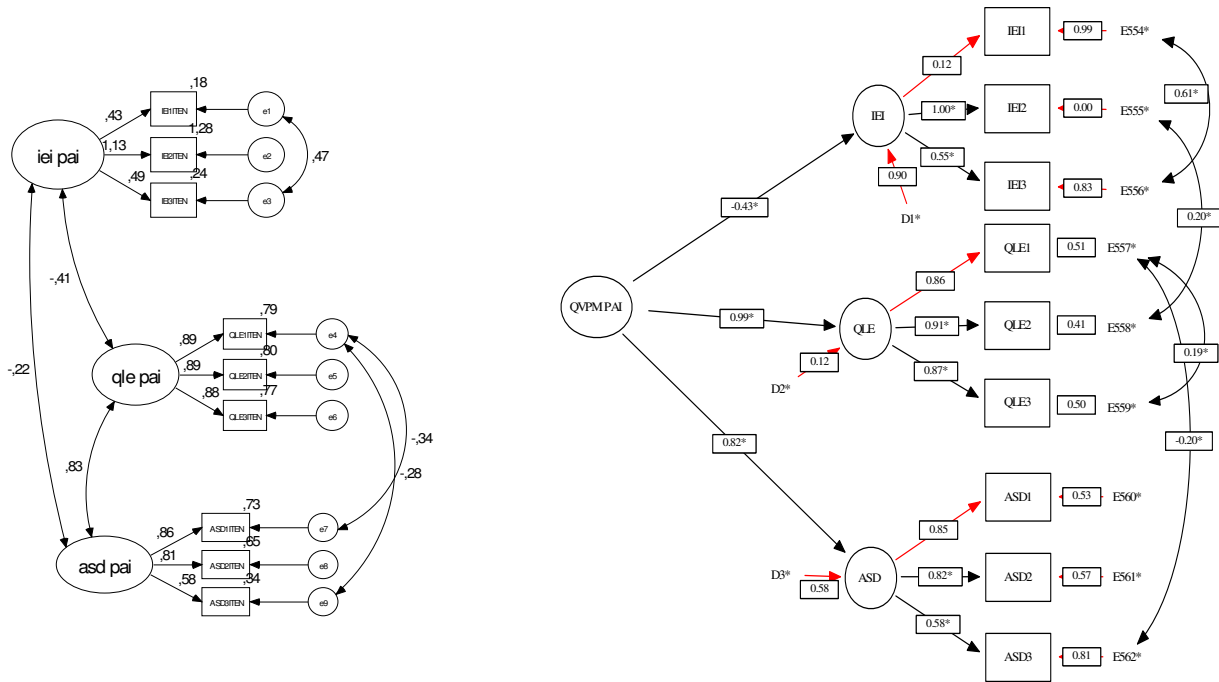 ,18
,43
IEI1ITEN
e1
1,28
iei pai
1,13
IEI2ITEN
e2
,47
,24
,49
IEI3ITEN
e3
-,41
,79
,89
QLE1ITEN
e4
,80
qle pai
,89
QLE2ITEN
e5
,77
,88
QLE3ITEN
e6
-,22
-,34
,83
-,28
,73
,86
ASD1ITEN
e7
,65
asd pai
,81
ASD2ITEN
e8
,34
,58
ASD3ITEN
e9
IEI1
0.99
E554*
0.12
0.61*
IEI
1.00*
IEI2
0.00
E555*
0.55*
0.90
IEI3
0.83
E556*
-0.43*
D1*
0.20*
QLE1
0.51
E557*
0.86
QVPM PAI
0.99*
QLE
0.91*
QLE2
0.41
E558*
0.12
0.19*
D2*
0.87*
QLE3
0.50
E559*
0.82*
-0.20*
ASD1
0.53
E560*
0.85
D3*
0.58
ASD
0.82*
ASD2
0.57
E561*
0.58*
ASD3
0.81
E562*